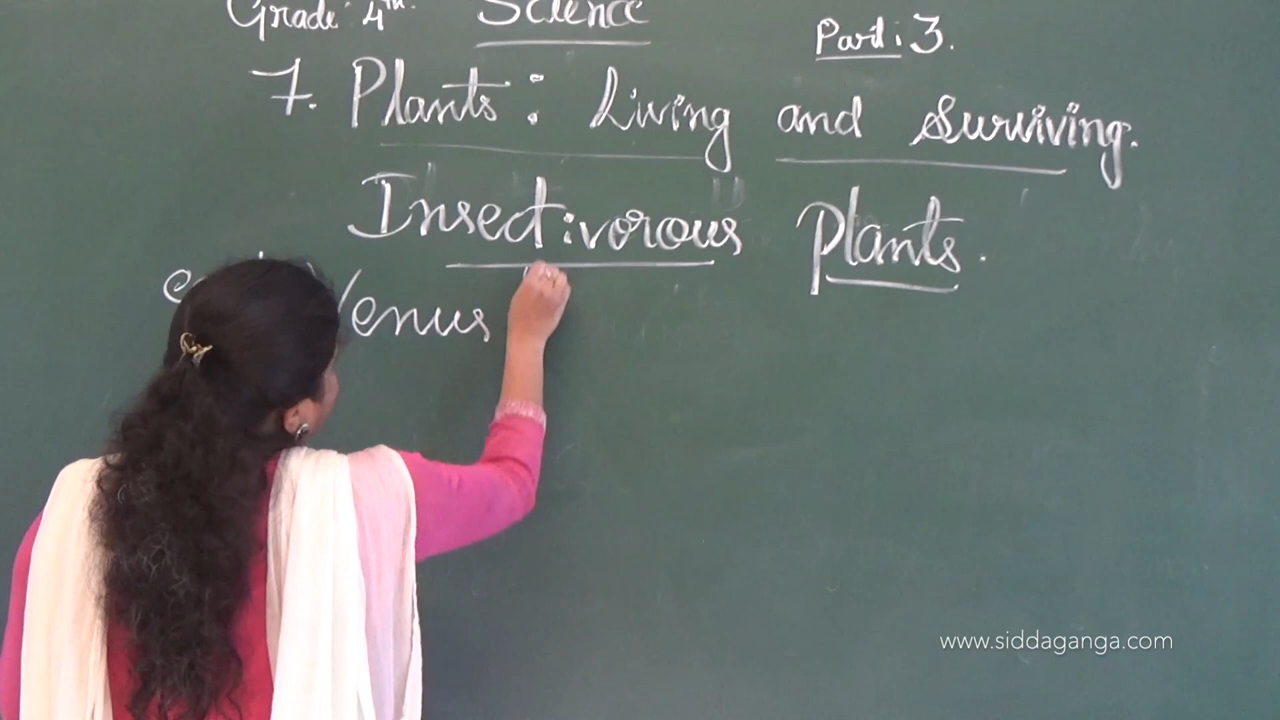 Grade: 4th. Science Part: 3.
7. Plants: Living and Surviving.
Insectivorous Plants.
Venus
www.siddaganga.com